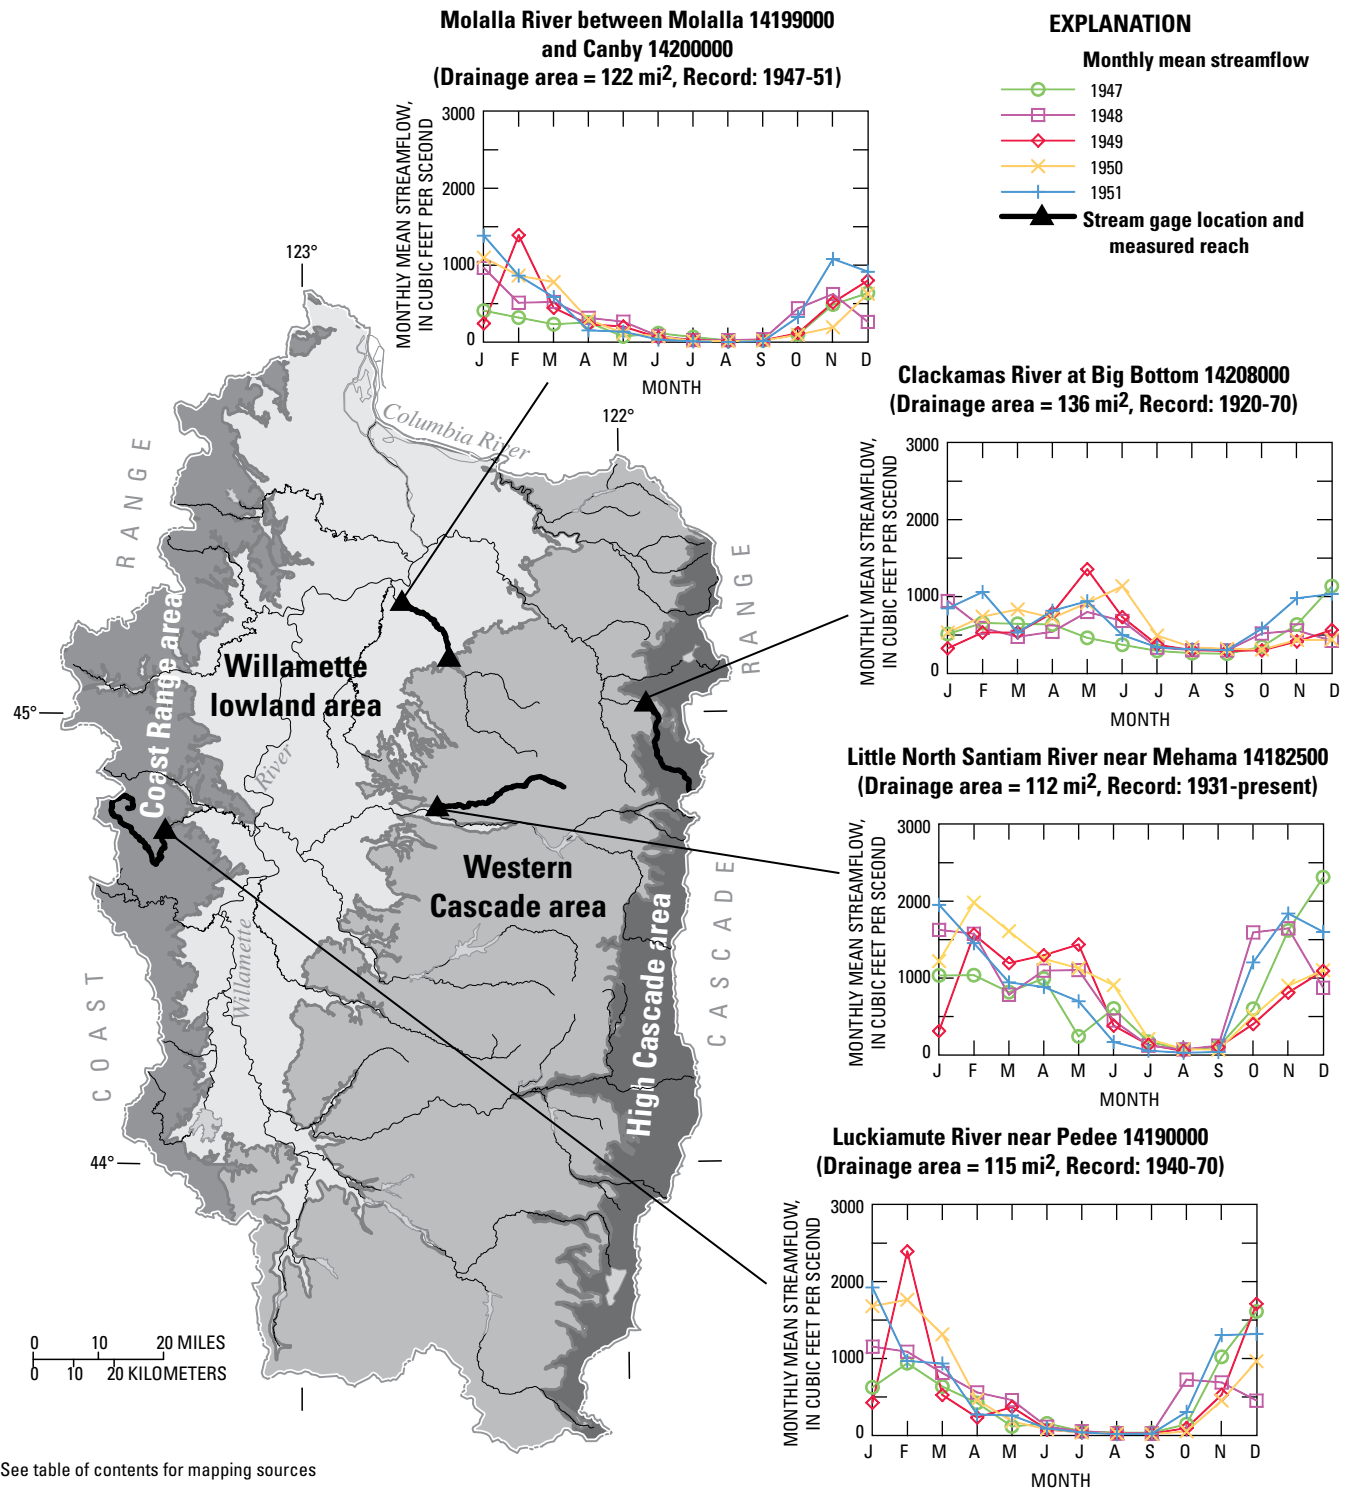 Molalla River between Molalla 14199000
and Canby 14200000
(Drainage area = 122 mi2, Record: 1947-51)
MONTHLY MEAN STREAMFLOW,
IN CUBIC FEET PER SCEOND
3000
2000
1000
0
J F M A M J J A S O N D
MONTH
EXPLANATION
Monthly mean streamflow
1947
1948
1949
1950
1951
Stream gage location and
measured reach
Clackamas River at Big Bottom 14208000
(Drainage area = 136 mi2, Record: 1920-70)
MONTHLY MEAN STREAMFLOW,
IN CUBIC FEET PER SCEOND
3000
2000
1000
0
J F M A M J J A S O N D
MONTH
Little North Santiam River near Mehama 14182500
(Drainage area = 112 mi2, Record: 1931-present)
MONTHLY MEAN STREAMFLOW,
IN CUBIC FEET PER SCEOND
3000
2000
1000
0
J F M A M J J A S O N D
MONTH
Luckiamute River near Pedee 14190000
(Drainage area = 115 mi2, Record: 1940-70)
MONTHLY MEAN STREAMFLOW,
IN CUBIC FEET PER SCEOND
3000
2000
1000
0
J F M A M J J A S O N D
MONTH
123°
122°
45°
44°
Columbia River
COAST
RANGE
CASCADE
RANGE
Coast Range area
Willamette
lowland area
Western
Cascade area
High Cascade area
Willamette
River
0 10 20 MILES
0 10 20 KILOMETERS
See table of contents for mapping sources